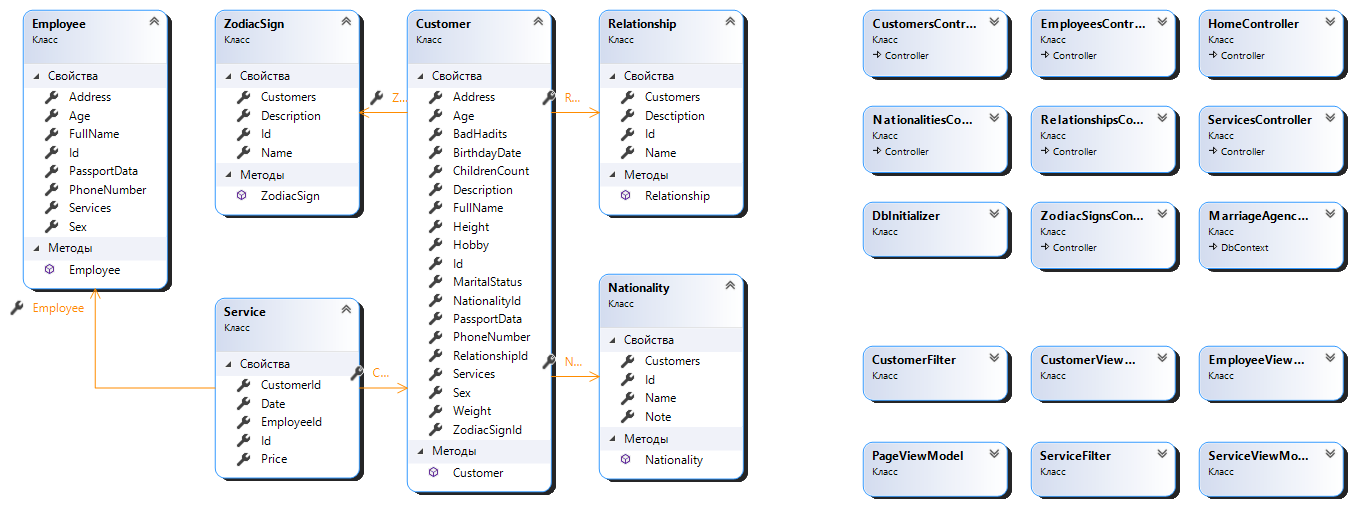 Employee
Класс
Свойства
Address
Age
FullName
Id
PassportData
PhoneNumber
Services
Sex
Методы
Employee
Employee
ZodiacSign
Класс
Свойства
Customers
Description
Id
Name
Методы
ZodiacSign
Z...
Service
Класс
Свойства
CustomerId
Date
EmployeeId
Id
Price
C...
Customer
Класс
Свойства
Address
Age
BadHadits
BirthdayDate
ChildrenCount
Description
FullName
Height
Hobby
Id
MaritalStatus
NationalityId
PassportData
PhoneNumber
RelationshipId
Services
Sex
Weight
ZodiacSignId
Методы
Customer
R...
N...
Relationship
Класс
Свойства
Customers
Desctiption
Id
Name
Методы
Relationship
Nationality
Класс
Свойства
Customers
Id
Name
Note
Методы
Nationality
CustomersContr...
Класс
Controller
EmployeesContr...
Класс
Controller
HomeController
Класс
Controller
NationalitiesCo...
Класс
Controller
RelationshipsCo...
Класс
Controller
ServicesController
Класс
Controller
DbInitializer
Класс
ZodiacSignsCon...
Класс
Controller
MarriageAgenc...
Класс
DbContext
CustomerFilter
Класс
CustomerView...
Класс
EmployeeView...
Класс
PageViewModel
Класс
ServiceFilter
Класс
ServiceViewMo...
Класс